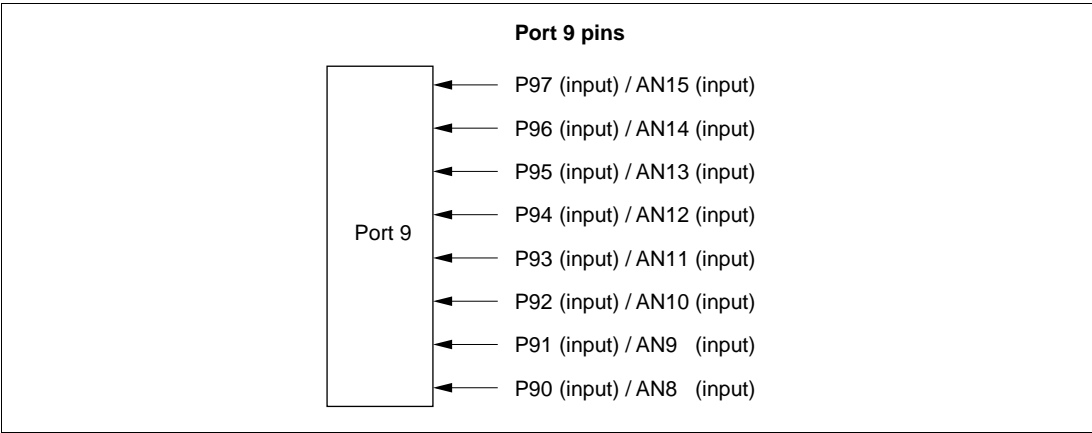 Port 9 pins
P97 (input) / AN15 (input)
P96 (input) / AN14 (input)
P95 (input) / AN13 (input)
P94 (input) / AN12 (input)
Port 9
P93 (input) / AN11 (input)
P92 (input) / AN10 (input)
P91 (input) / AN9 (input)
P90 (input) / AN8 (input)